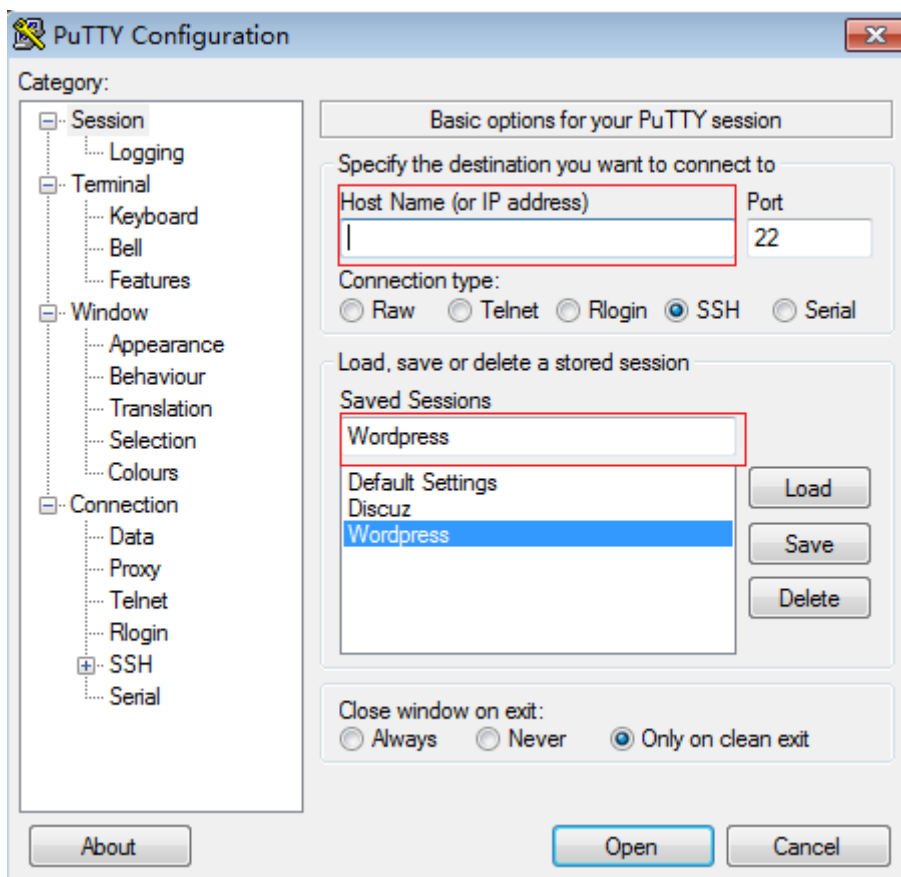 PuTTY Configuration
Category:
Session
Logging
Terminal
Keyboard
Bell
Features
Window
Appearance
Behaviour
Translation
Selection
Colours
Connection
Data
Proxy
Telnet
Rlogin
SSH
Serial
Basic options for your PuTTY session
Specify the destination you want to connect to
Host Name (or IP address) Port
22
Connection type:
Raw Telnet Rlogin SSH Serial
Load, save or delete a stored session
Saved Sessions
Wordpress
Default Settings
Discuz
Wordpress
Load
Save
Delete
Close window on exit:
Always Never Only on clean exit
About Open Cancel